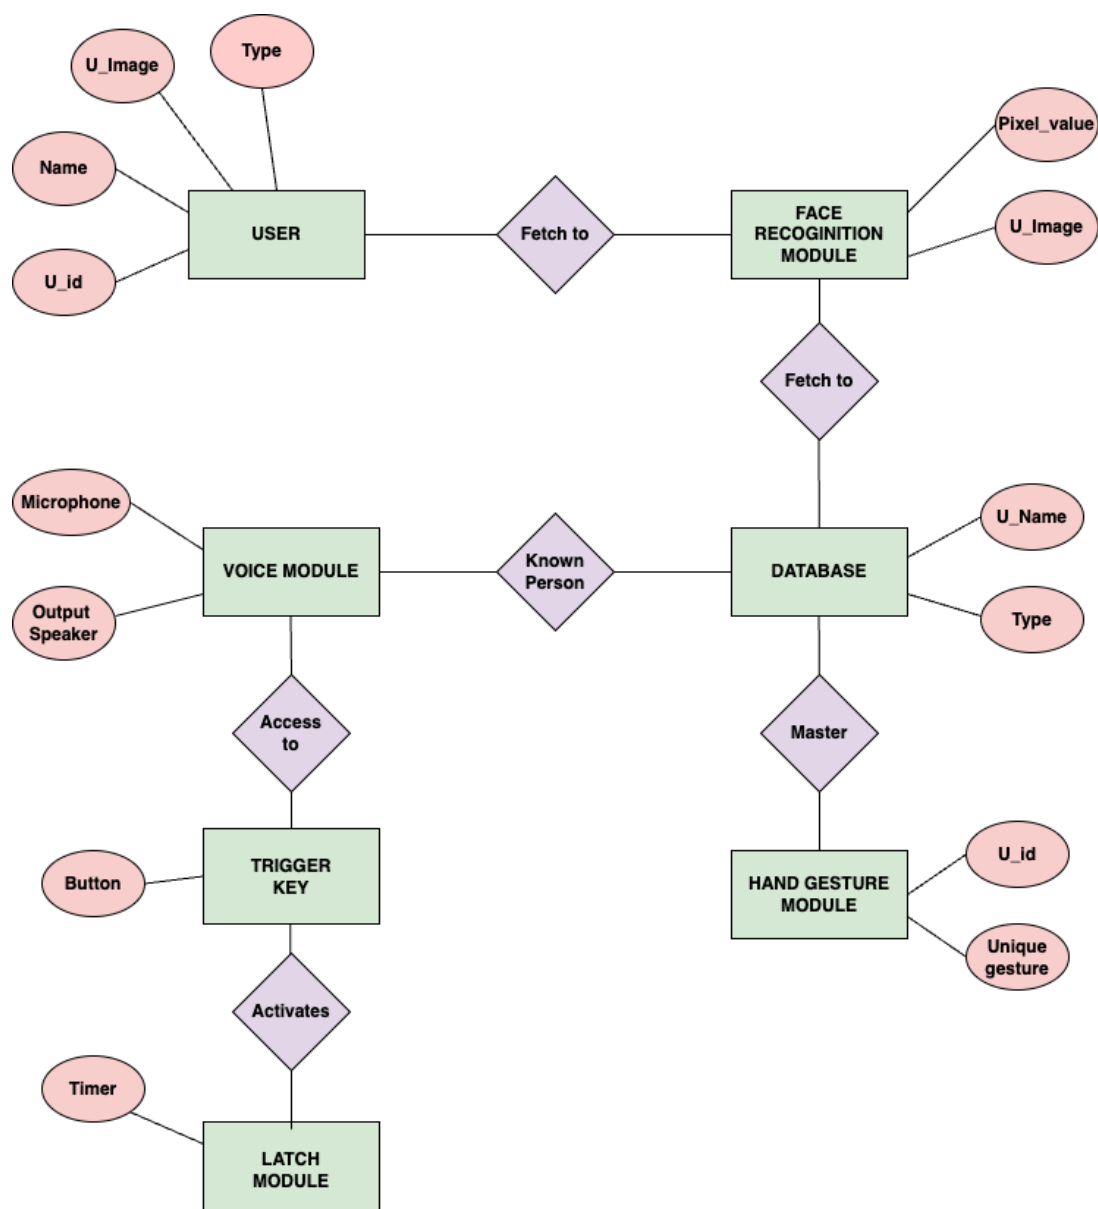 Type
U_Image
Pixel_value
Name
USER
Fetch to
FACE
RECOGINITION
MODULE
U_Image
U_id
Fetch to
Microphone
U_Name
VOICE MODULE
Known
Person
DATABASE
Output
Speaker
Type
Access
to
Master
Button
TRIGGER
KEY
U_id
HAND GESTURE
MODULE
Unique
gesture
Activates
Timer
LATCH
MODULE